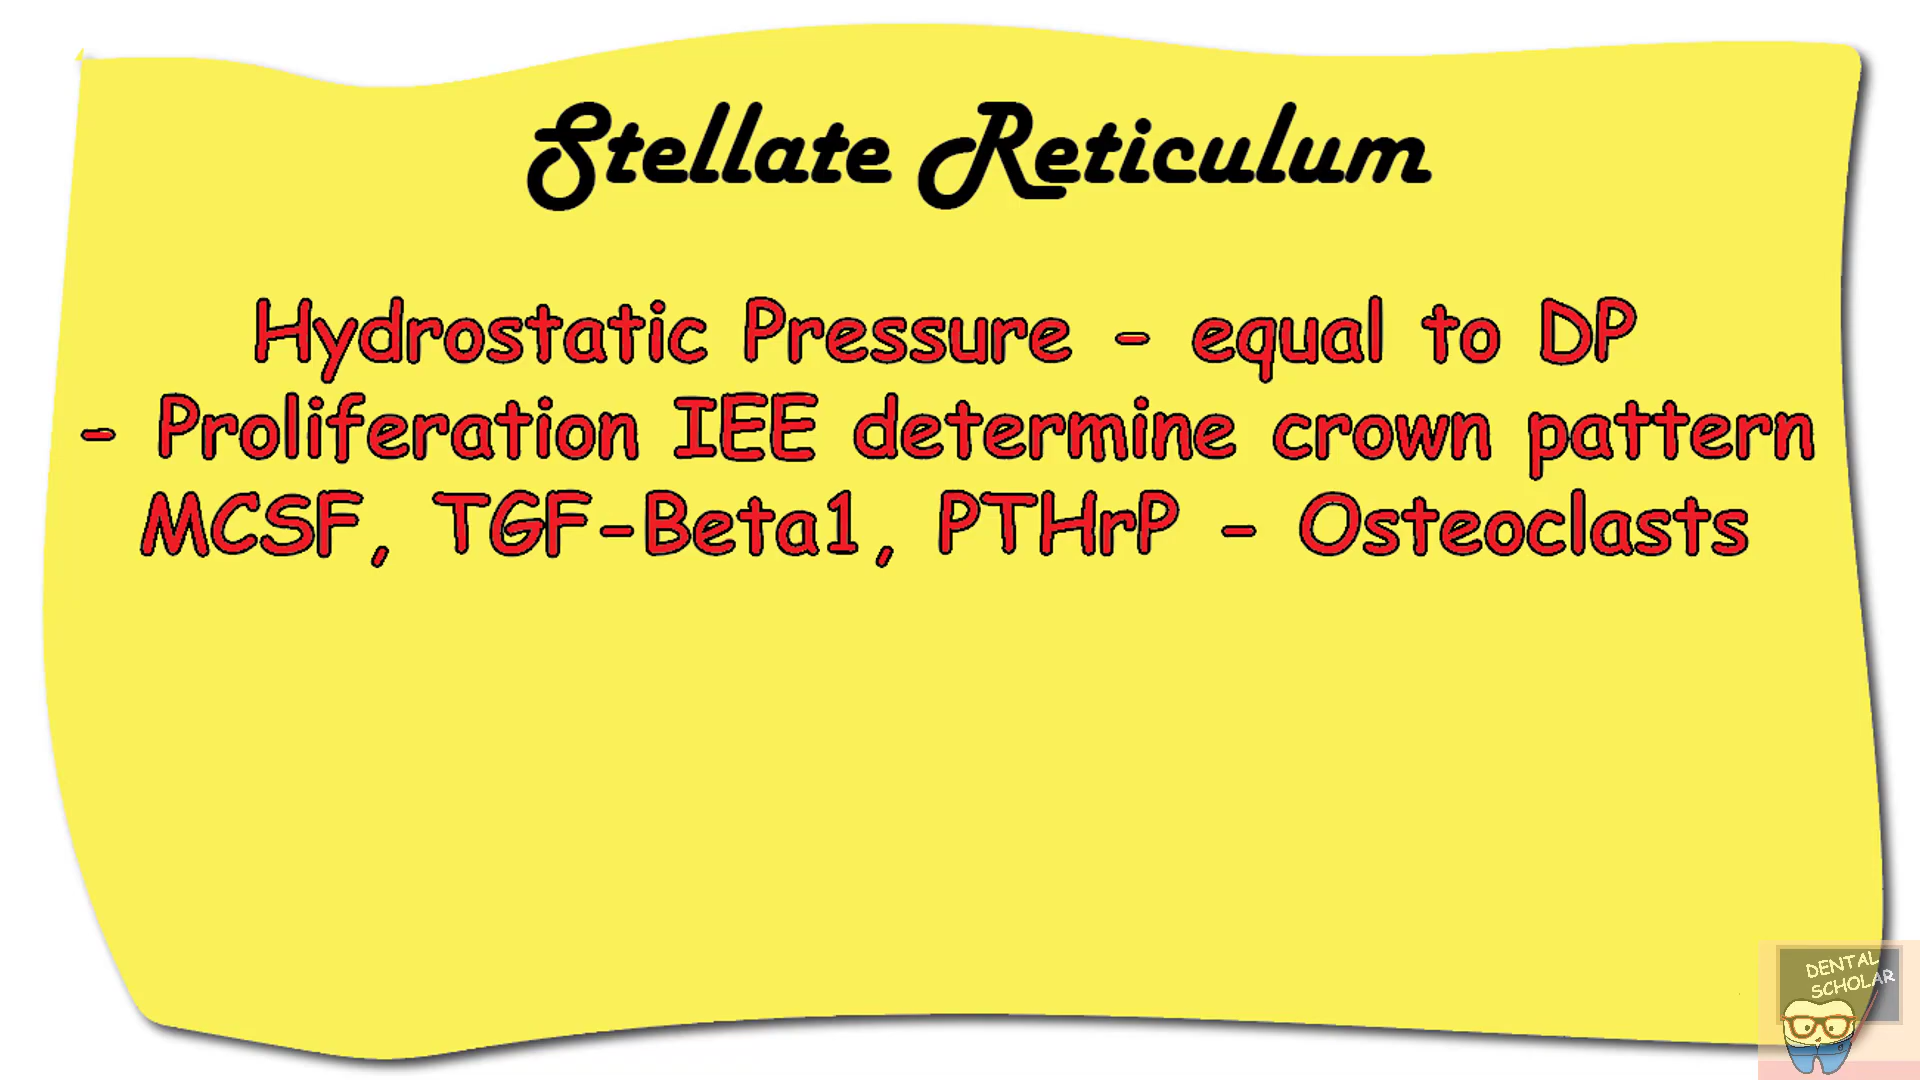 Stellate Reticulum
Hydrostatic Pressure - equal to DP
- Proliferation IEE determine crown pattern
MCSF, TGF-Beta1, PTHrP - Osteoclasts
DENTAL
SCHOLAR